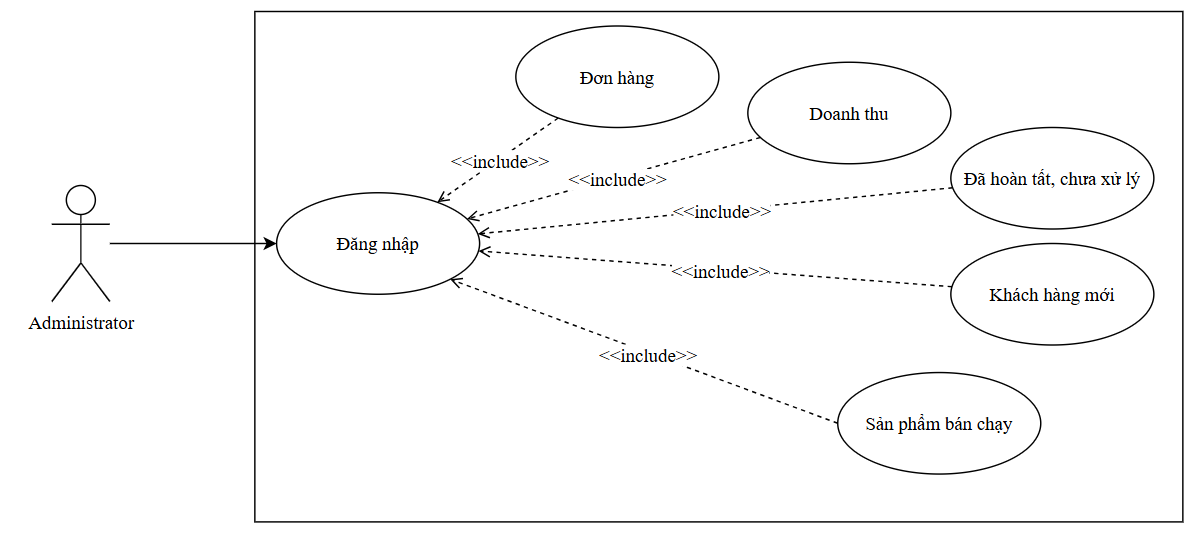 Đơn hàng
Doanh thu
<<include>>
Đã hoàn tất, chưa xử lý
<<include>>
<<include>>
Đăng nhập
<<include>>
Khách hàng mới
Administrator
<<include>>
Sản phẩm bán chạy